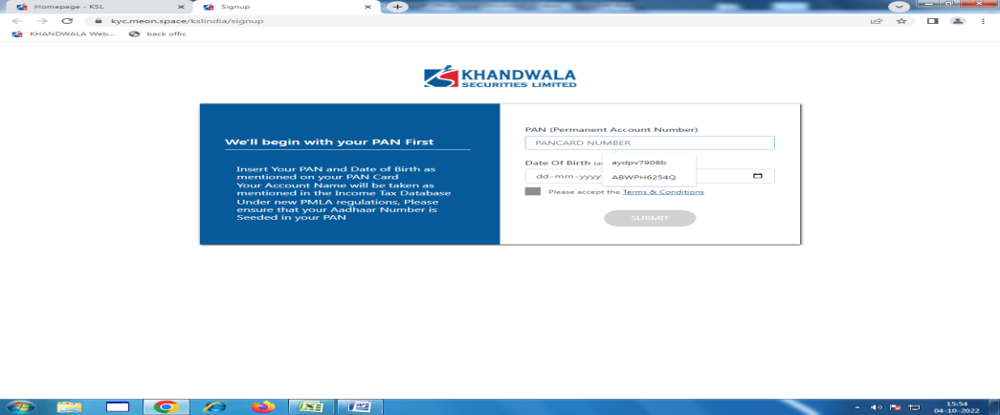 Homepage - KSL
Signup
kyc.meon.space/kslindia/signup
KHANDWALA Web...
back offic
KHANDWALA
SECURITIES LIMITED
We'll begin with your PAN First
Insert Your PAN and Date of Birth as
mentioned on your PAN Card
Your Account Name will be taken as
mentioned in the Income Tax Database
Under new PMLA regulations, Please
ensure that your Aadhaar Number is
Seeded in your PAN
PAN (Permanent Account Number)
PANCARD NUMBER
Date Of Birth (as
aydpv7908b
dd-mm-yyyy
ABWPH6254Q
Please accept the Terms & Conditions
SUBMIT
15:54
04-10-2022